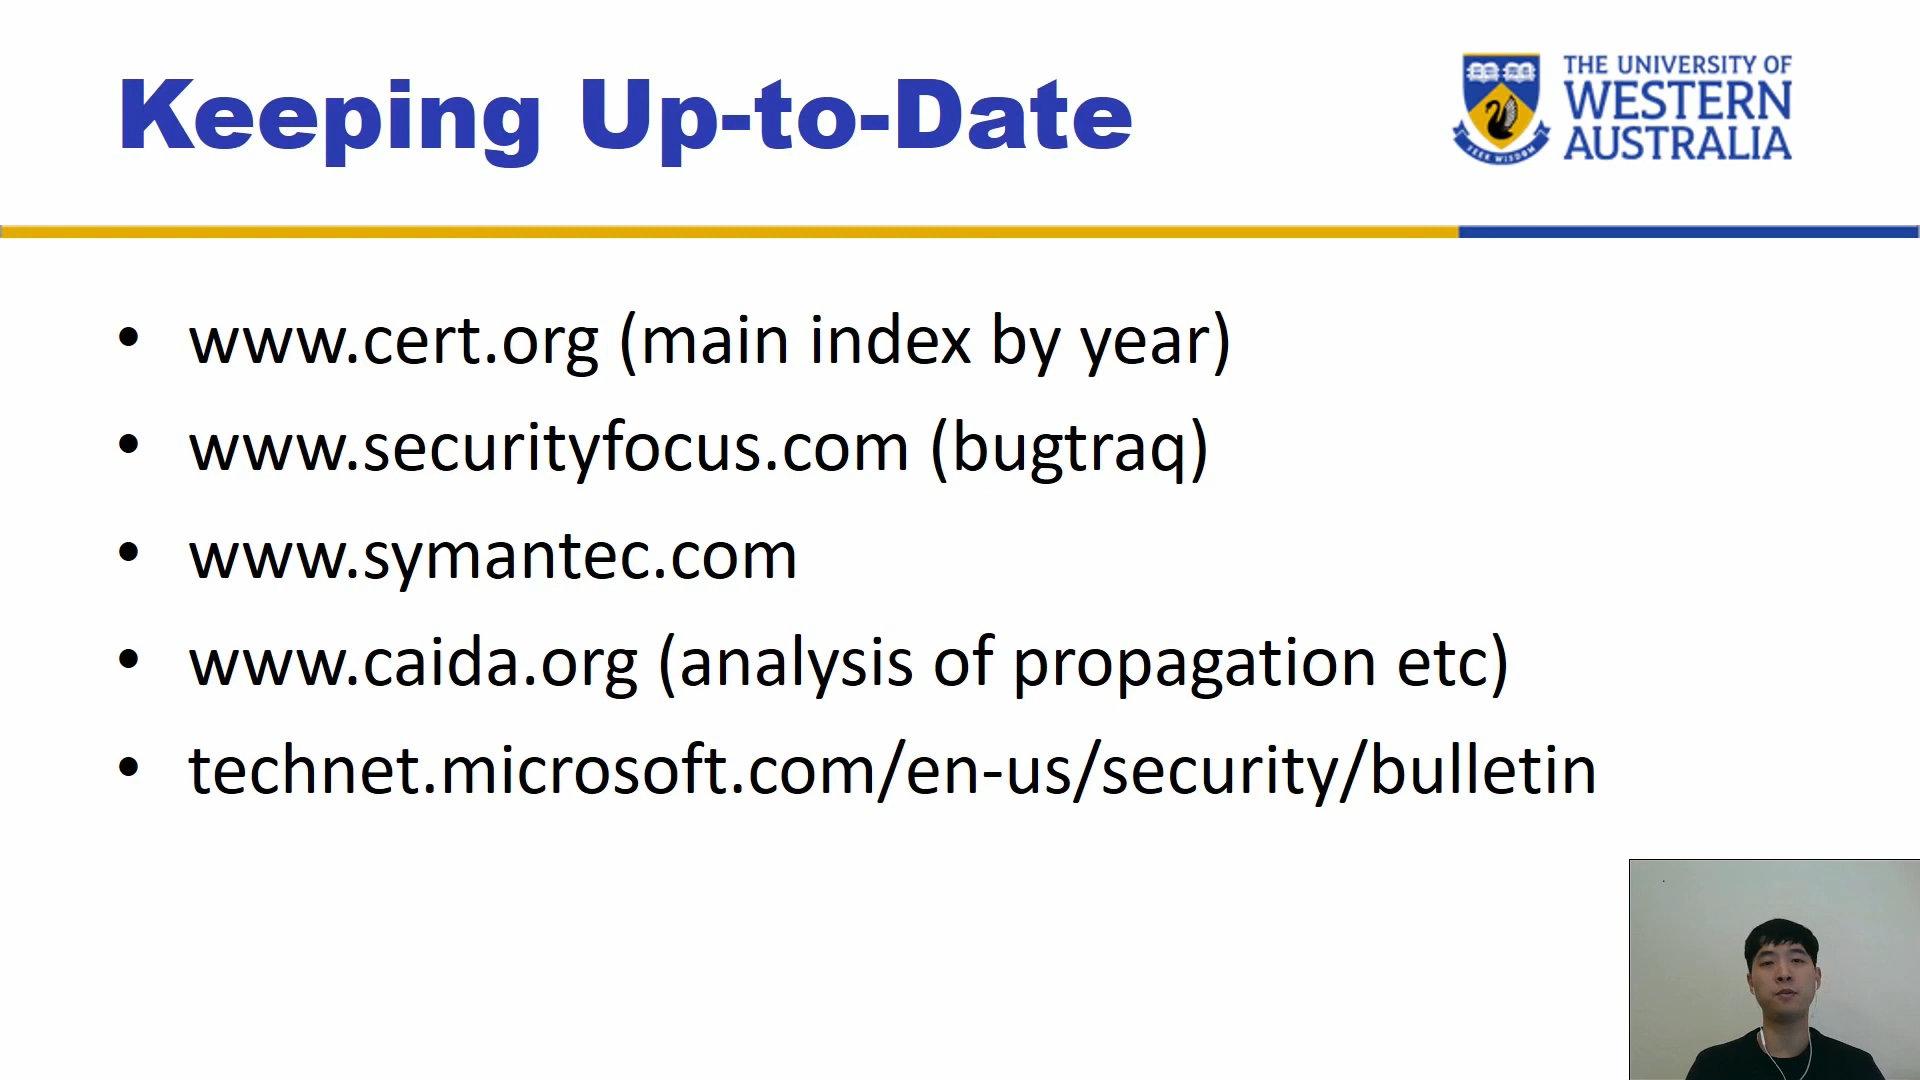 Keeping Up-to-Date
THE UNIVERSITY OF
WESTERN
AUSTRALIA
SEEK WISDOM
• www.cert.org (main index by year)
• www.securityfocus.com (bugtraq)
• www.symantec.com
• www.caida.org (analysis of propagation etc)
• technet.microsoft.com/en-us/security/bulletin